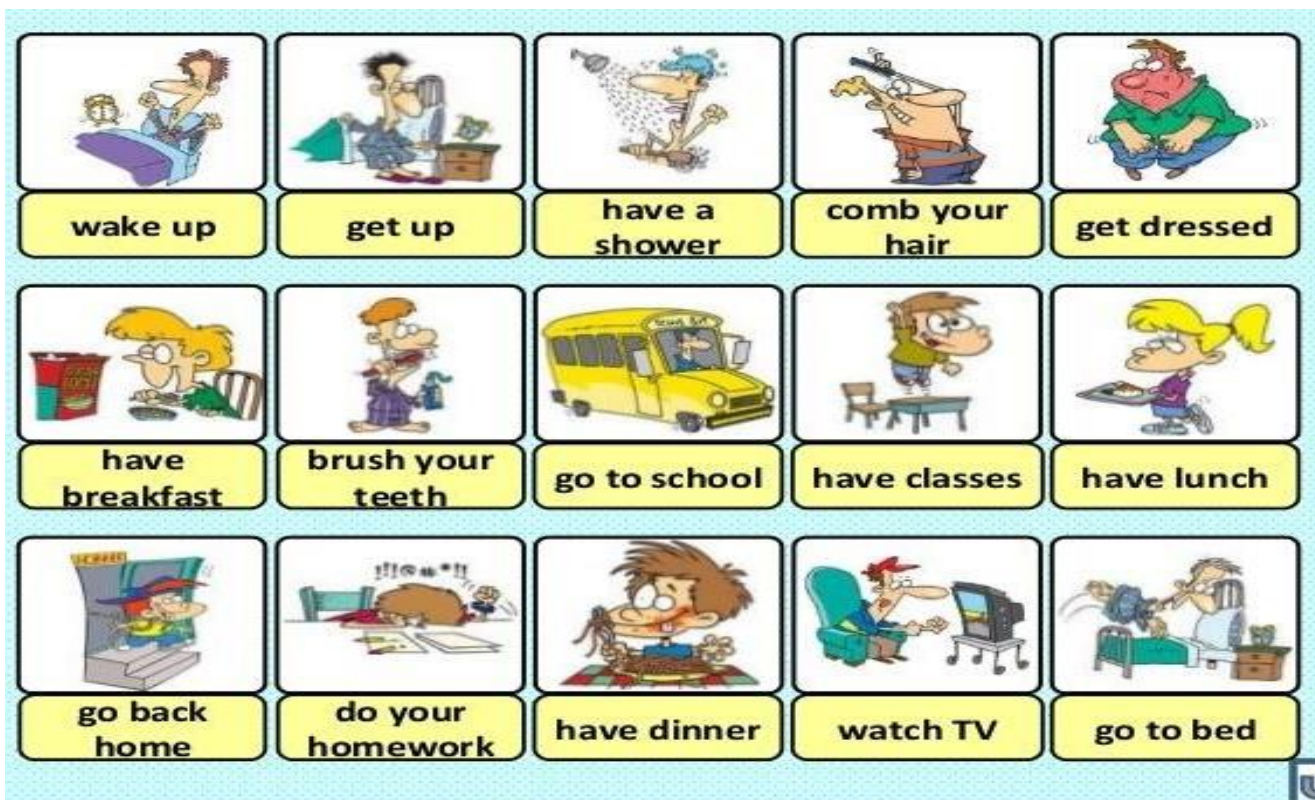 wake up
get up
have a
shower
comb your
hair
get dressed
have
breakfast
brush your
teeth
go to school
have classes
have lunch
go back
home
!!!@#*!!
do your
homework
have dinner
watch TV
go to bed